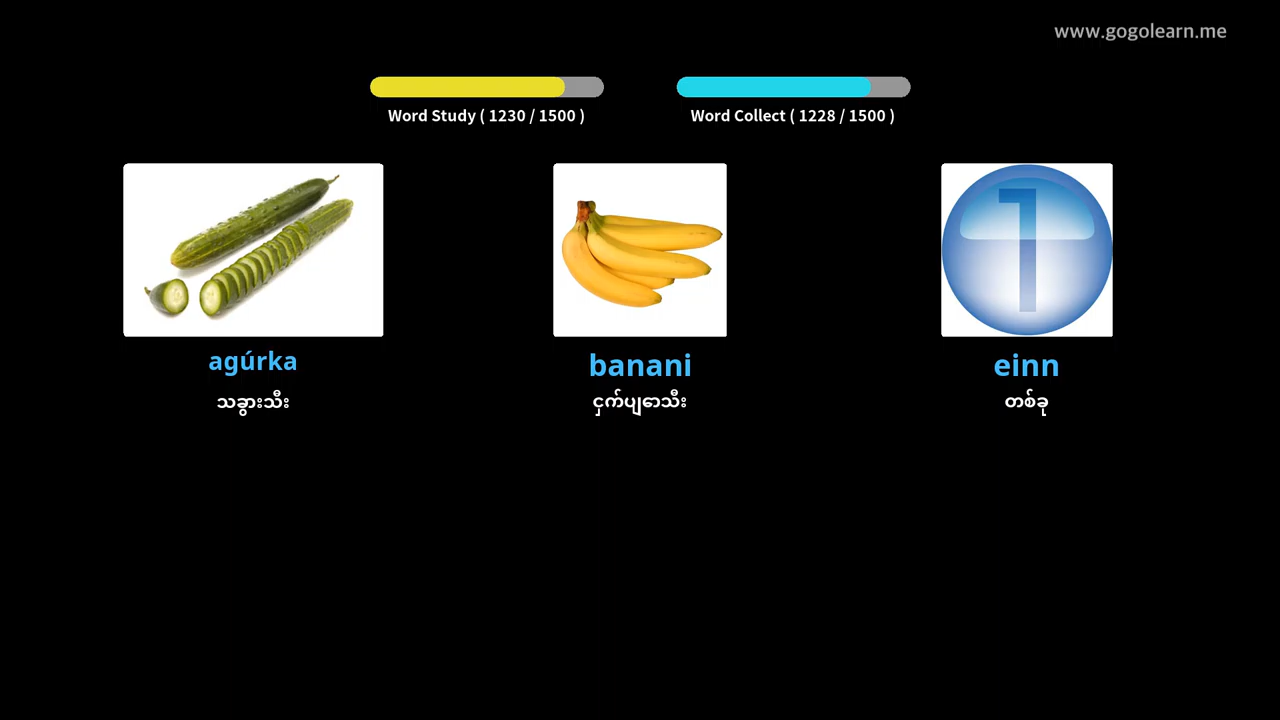 www.gogolearn.me
Word Study ( 1230 / 1500 )
Word Collect ( 1228 / 1500 )
1
agúrka
banani
einn
သခွားသီး
ငှက်ပျောသီး
တစ်ခု